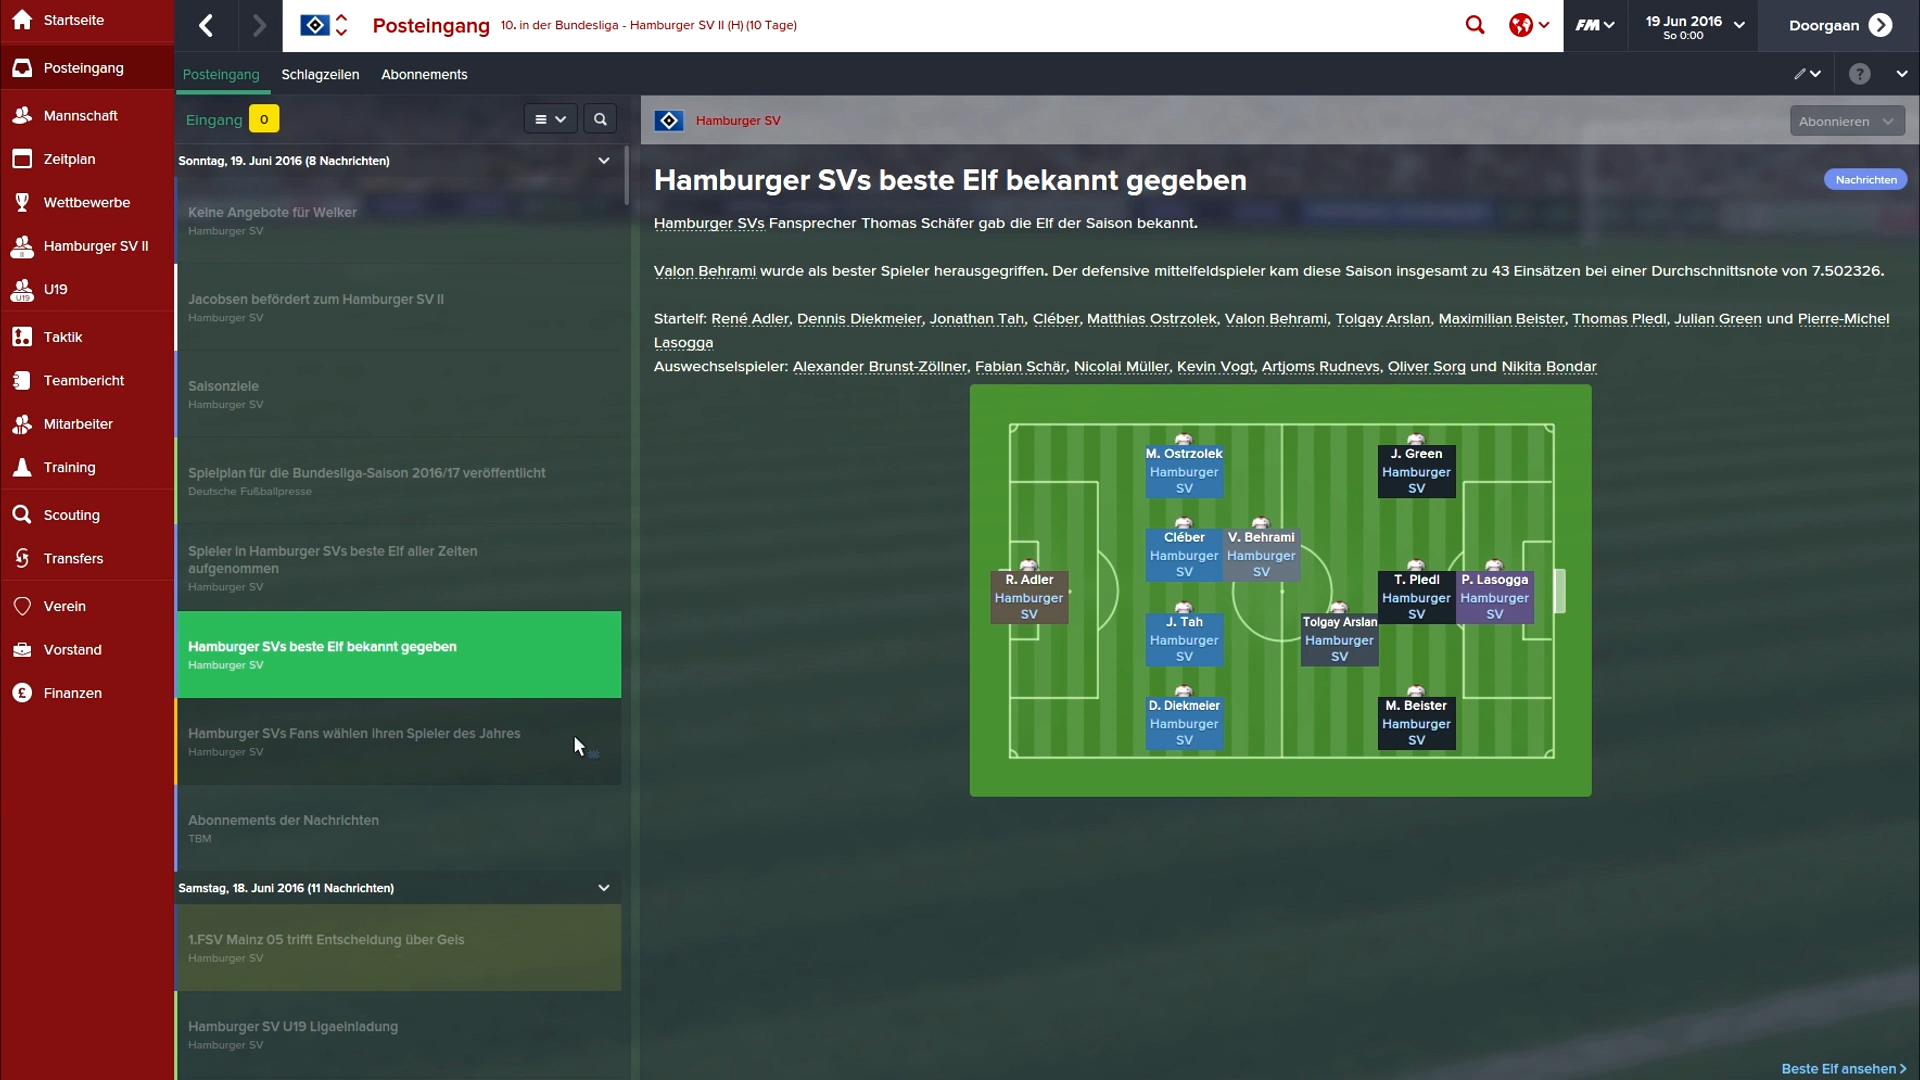 Startseite
Posteingang
Mannschaft
Zeitplan
Wettbewerbe
Hamburger SV II
U19
Taktik
Teambericht
Mitarbeiter
Training
Scouting
Transfers
Verein
Vorstand
Finanzen
Posteingang 10. in der Bundesliga - Hamburger SV II (H) (10 Tage)
FM
19 Jun 2016
So 0:00
Doorgaan
Posteingang Schlagzeilen Abonnements
Eingang 0
Sonntag, 19. Juni 2016 (8 Nachrichten)
Keine Angebote für Welker
Hamburger SV
Jacobsen befördert zum Hamburger SV II
Hamburger SV
Saisonziele
Hamburger SV
Spielplan für die Bundesliga-Saison 2016/17 veröffentlicht
Deutsche Fußballpresse
Spieler in Hamburger SVs beste Elf aller Zeiten
aufgenommen
Hamburger SV
Hamburger SVs beste Elf bekannt gegeben
Hamburger SV
Hamburger SVs Fans wählen ihren Spieler des Jahres
Hamburger SV
Abonnements der Nachrichten
TBM
Samstag, 18. Juni 2016 (11 Nachrichten)
1.FSV Mainz 05 trifft Entscheidung über Geis
Hamburger SV
Hamburger SV U19 Ligaeinladung
Hamburger SV
Hamburger SV
Abonnieren
Hamburger SVs beste Elf bekannt gegeben
Nachrichten
Hamburger SVs Fansprecher Thomas Schäfer gab die Elf der Saison bekannt.
Valon Behrami wurde als bester Spieler herausgegriffen. Der defensive mittelfeldspieler kam diese Saison insgesamt zu 43 Einsätzen bei einer Durchschnittsnote von 7.502326.
Startelf: René Adler, Dennis Diekmeier, Jonathan Tah, Cléber, Matthias Ostrzolek, Valon Behrami, Tolgay Arslan, Maximilian Beister, Thomas Pledl, Julian Green und Pierre-Michel
Lasogga
Auswechselspieler: Alexander Brunst-Zöllner, Fabian Schär, Nicolai Müller, Kevin Vogt, Artjoms Rudnevs, Oliver Sorg und Nikita Bondar
M. Ostrzolek
Hamburger
SV
J. Green
Hamburger
SV
Cléber
Hamburger
SV
V. Behrami
Hamburger
SV
R. Adler
Hamburger
SV
T. Pledl
Hamburger
SV
P. Lasogga
Hamburger
SV
J. Tah
Hamburger
SV
Tolgay Arslan
Hamburger
SV
D. Diekmeier
Hamburger
SV
M. Beister
Hamburger
SV
Beste Elf ansehen >